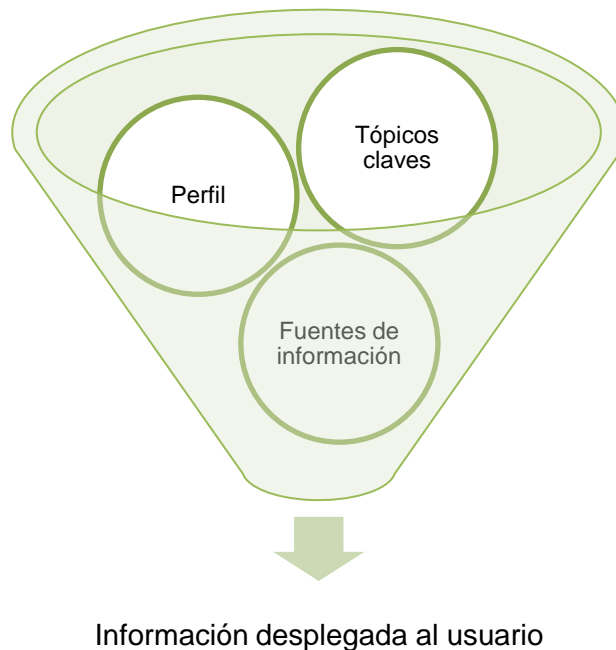 Tópicos
claves
Perfil
Fuentes de
información
Información desplegada al usuario